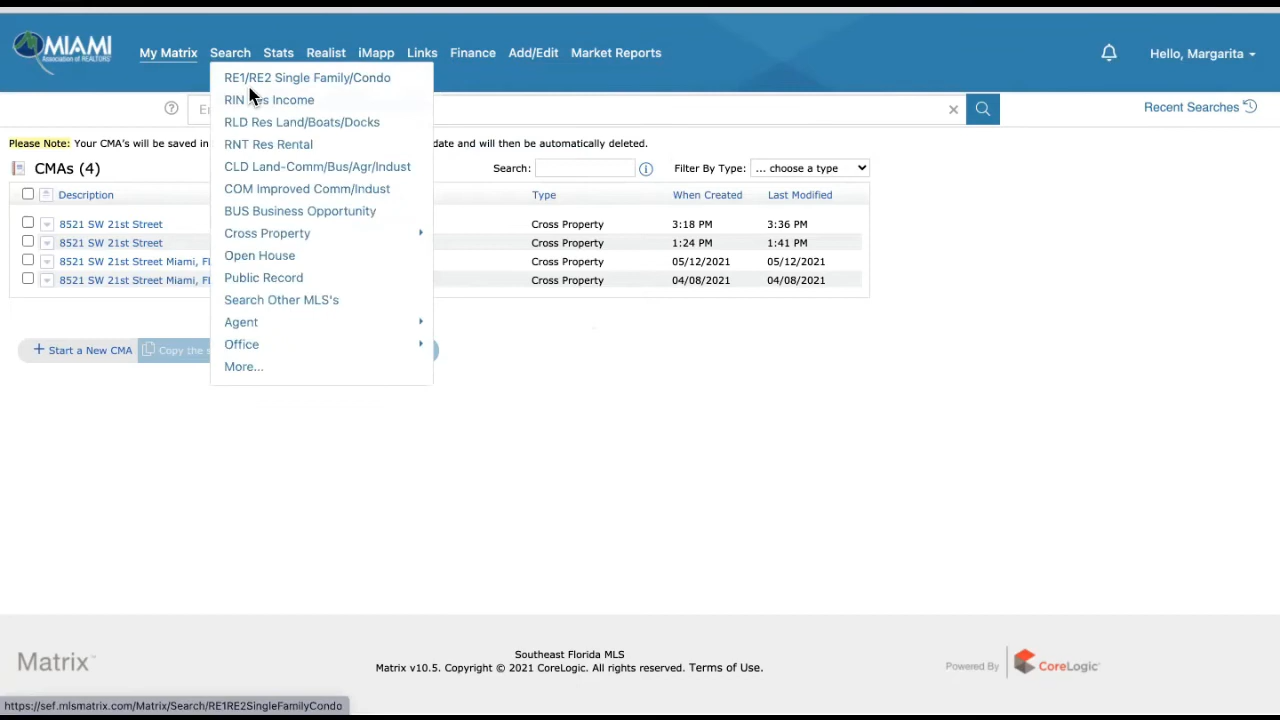 MIAMI
Association of REALTORS®
My Matrix Search Stats Realist iMapp Links Finance Add/Edit Market Reports
Hello, Margarita
RE1/RE2 Single Family/Condo
RIN Res Income
RLD Res Land/Boats/Docks
RNT Res Rental
CLD Land-Comm/Bus/Agr/Indust
COM Improved Comm/Indust
BUS Business Opportunity
Cross Property
Open House
Public Record
Search Other MLS's
Agent
Office
More...
Recent Searches
Please Note: Your CMA's will be saved in date and will then be automatically deleted.
CMAs (4) Search: Filter By Type: ... choose a type
Description Type When Created Last Modified
8521 SW 21st Street Cross Property 3:18 PM 3:36 PM
8521 SW 21st Street Cross Property 1:24 PM 1:41 PM
8521 SW 21st Street Miami, FL Cross Property 05/12/2021 05/12/2021
8521 SW 21st Street Miami, FL Cross Property 04/08/2021 04/08/2021
+ Start a New CMA Copy the s
Matrix™
Southeast Florida MLS
Matrix v10.5. Copyright © 2021 CoreLogic. All rights reserved. Terms of Use.
Powered By CoreLogic
https://sef.mlsmatrix.com/Matrix/Search/RE1RE2SingleFamilyCondo